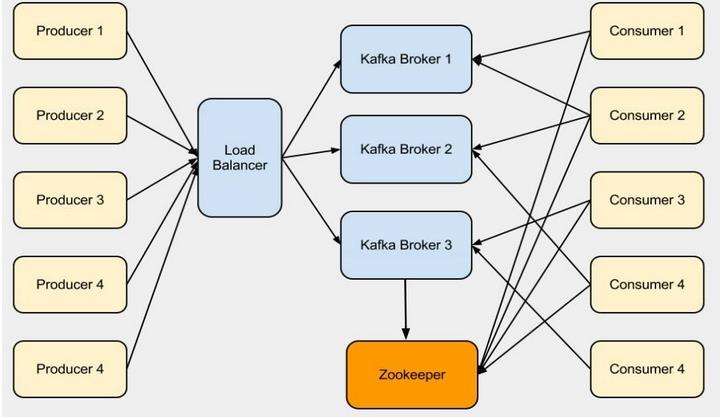 Producer 1
Producer 2
Producer 3
Producer 4
Producer 4
Load
Balancer
Kafka Broker 1
Kafka Broker 2
Kafka Broker 3
Zookeeper
Consumer 1
Consumer 2
Consumer 3
Consumer 4
Consumer 4